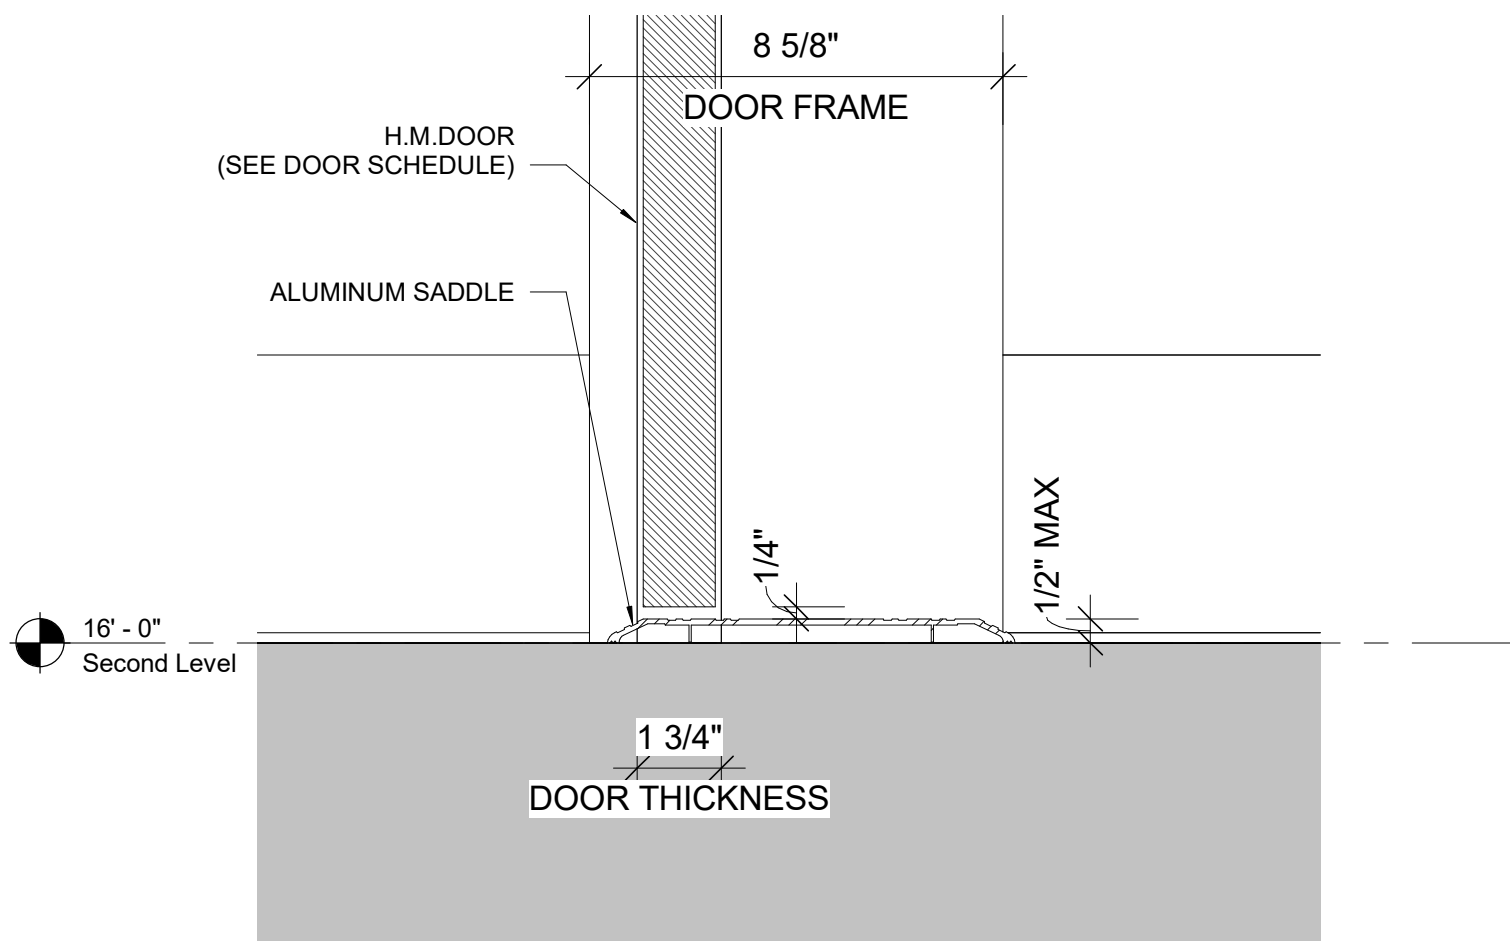 8 5/8"
DOOR FRAME
H.M.DOOR
(SEE DOOR SCHEDULE)
ALUMINUM SADDLE
1/4"
1/2" MAX
16' - 0"
Second Level
1 3/4"
DOOR THICKNESS